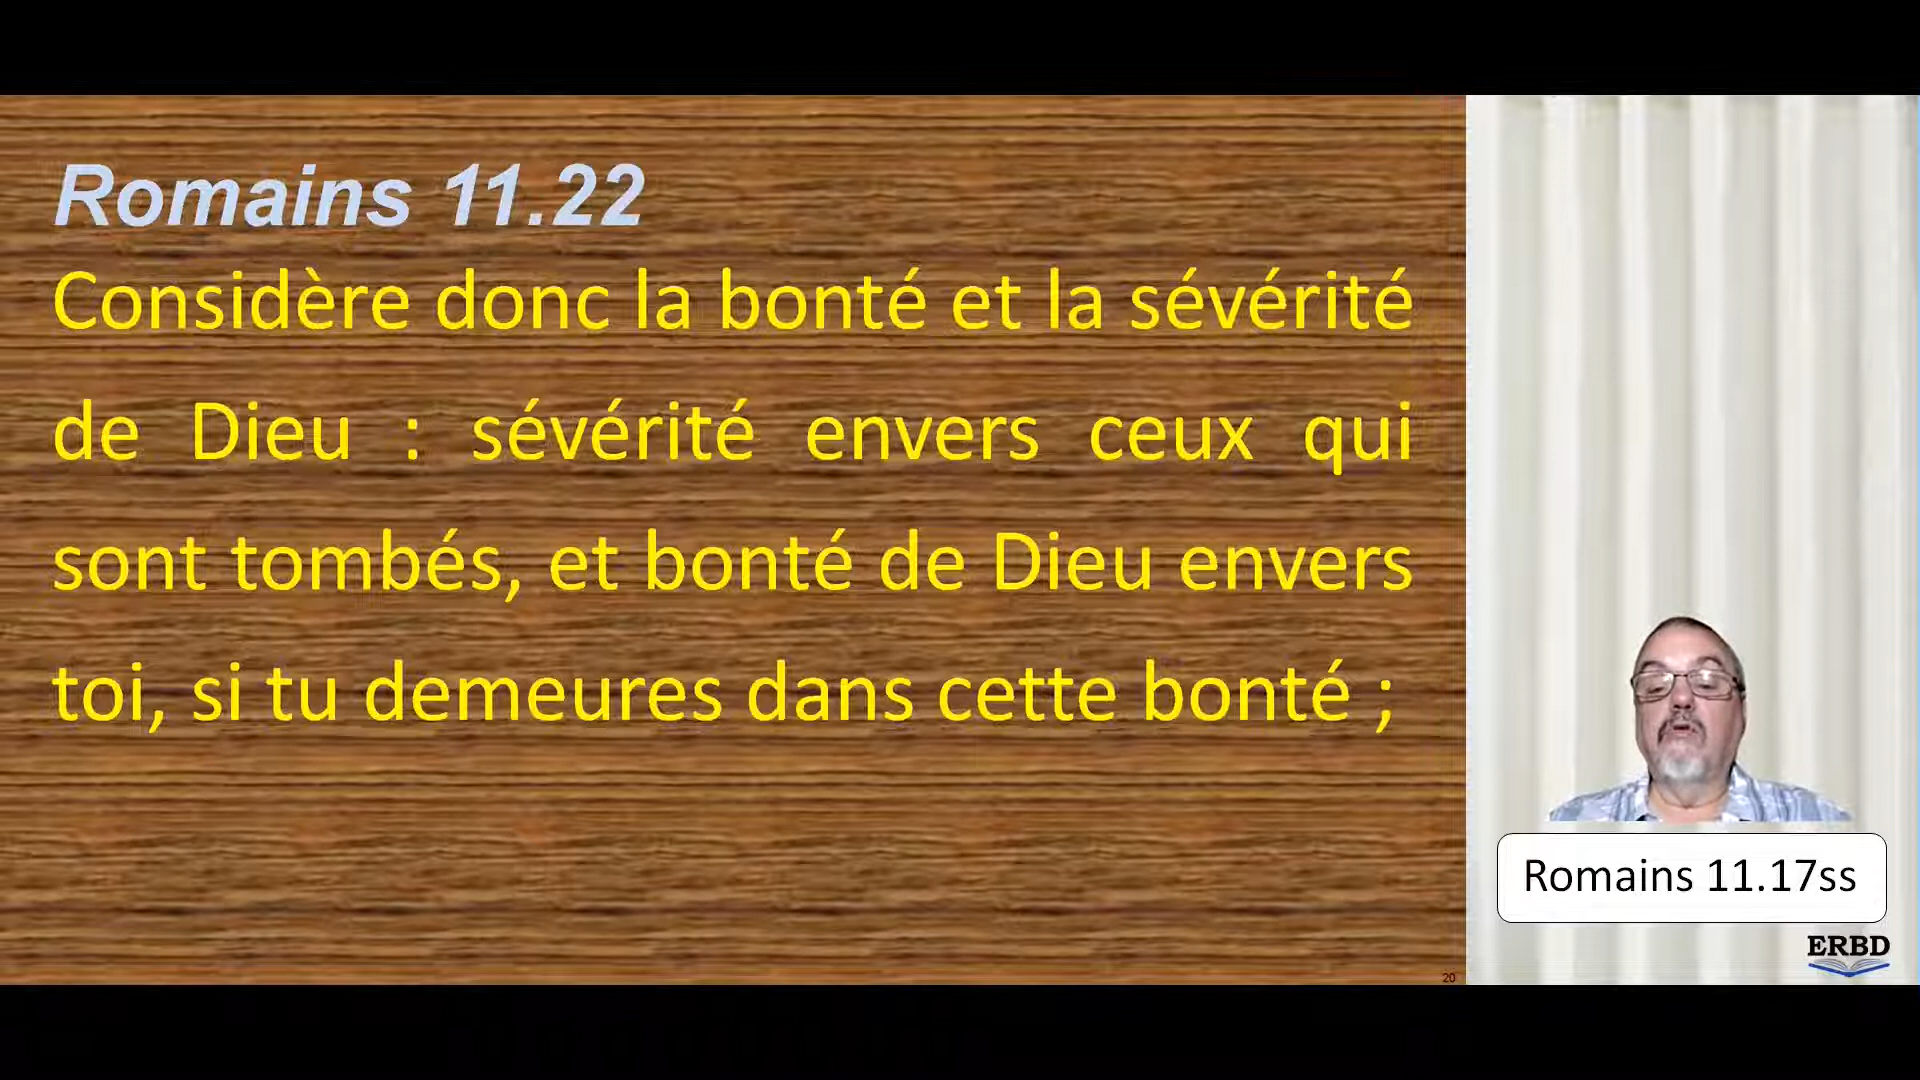 Romains 11.22
Considère donc la bonté et la sévérité
de Dieu : sévérité envers ceux qui
sont tombés, et bonté de Dieu envers
toi, si tu demeures dans cette bonté ;
Romains 11.17ss
ERBD
20